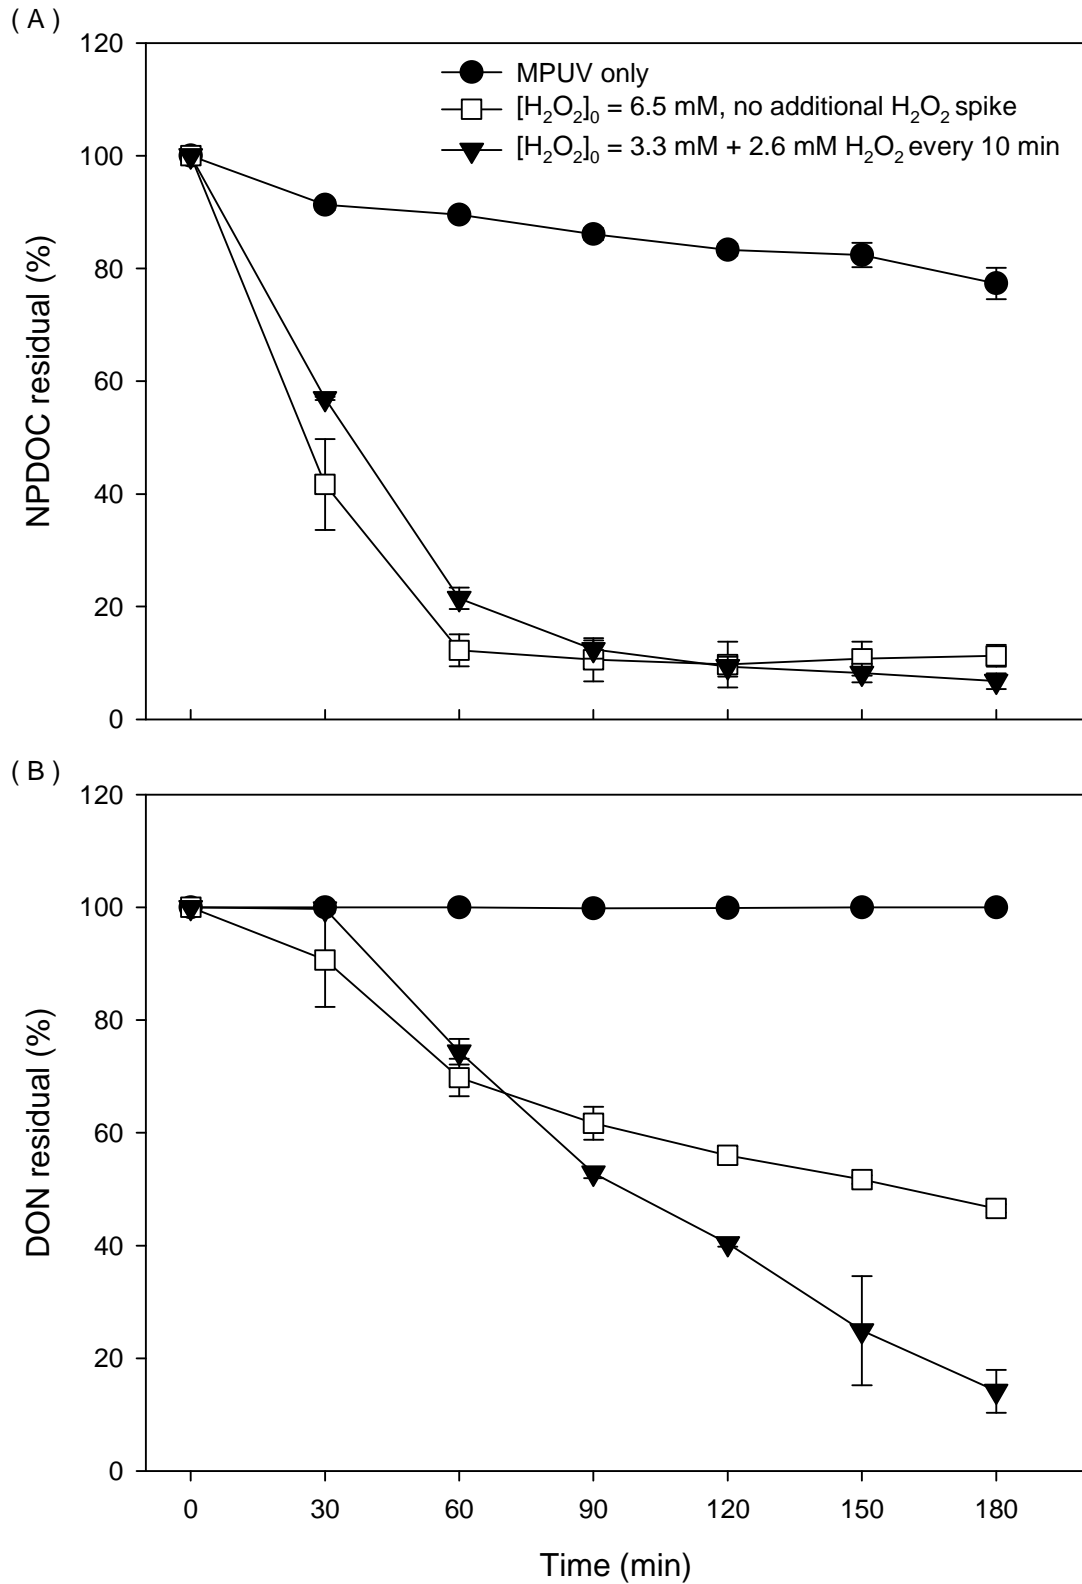 ( A )
120
100
80
60
40
20
0
NPDOC residual (%)
MPUV only
[H₂O₂]₀ = 6.5 mM, no additional H₂O₂ spike
[H₂O₂]₀ = 3.3 mM + 2.6 mM H₂O₂ every 10 min
( B )
120
100
80
60
40
20
0
DON residual (%)
0 30 60 90 120 150 180
Time (min)